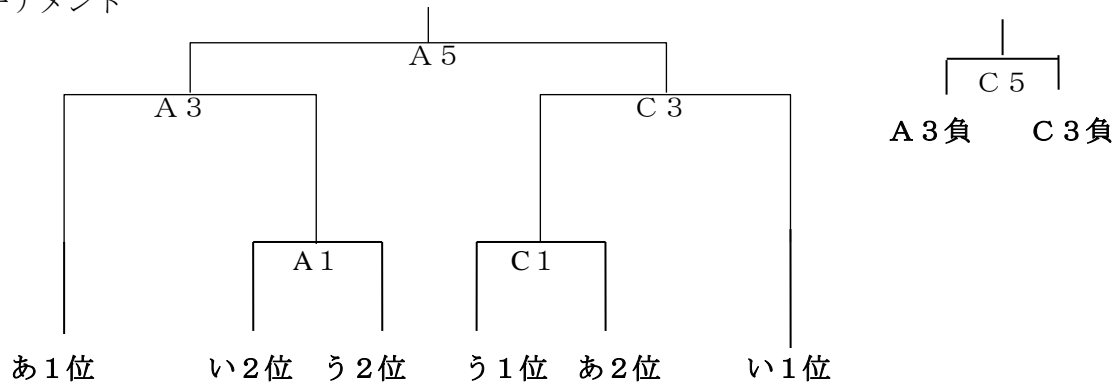 ーナメント
Ａ５
Ａ３
Ｃ３
Ｃ５
Ａ３負　Ｃ３負
Ａ１
Ｃ１
あ１位　い２位　う２位　う１位　あ２位　い１位